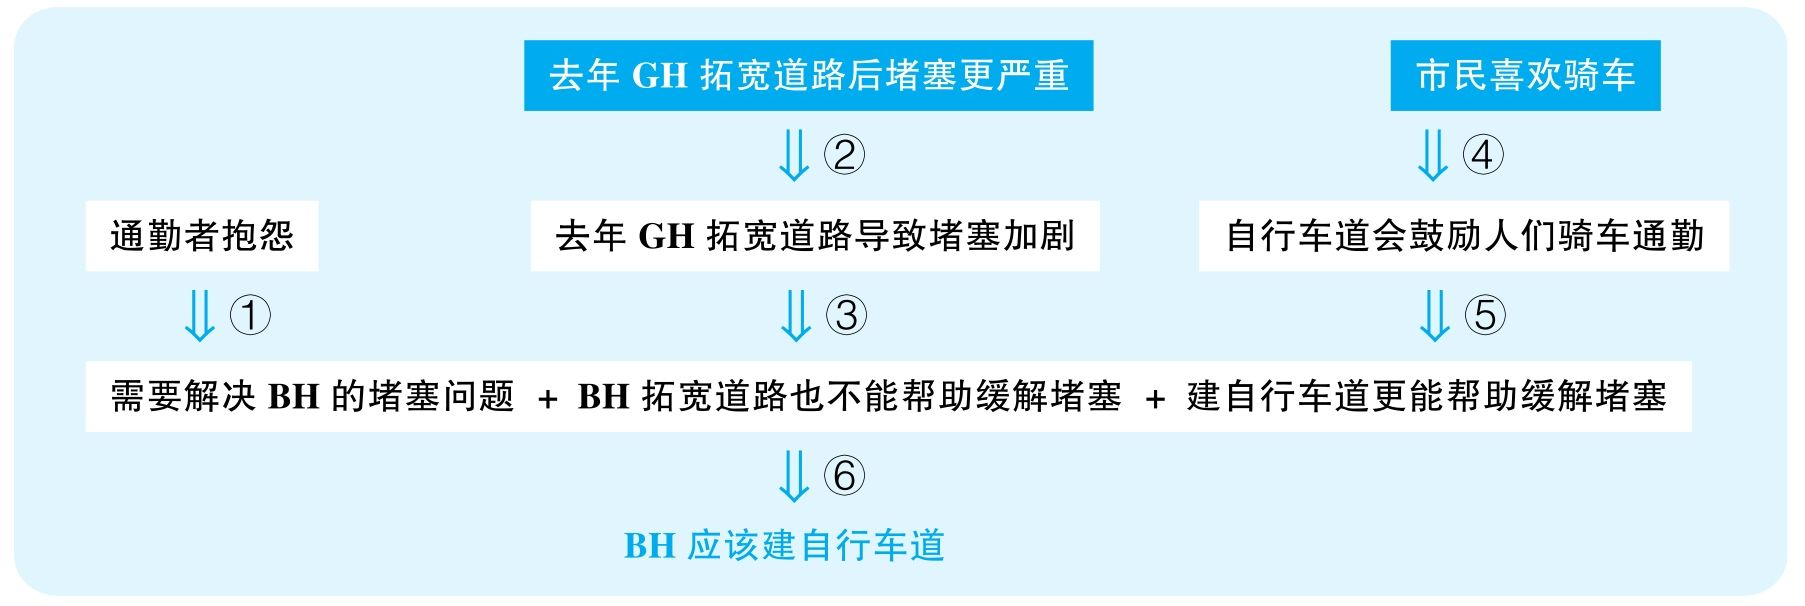 去年 GH 拓宽道路后堵塞更严重
市民喜欢骑车
②
④
通勤者抱怨
去年 GH 拓宽道路导致堵塞加剧
自行车道会鼓励人们骑车通勤
①
③
⑤
需要解决 BH 的堵塞问题 + BH 拓宽道路也不能帮助缓解堵塞 + 建自行车道更能帮助缓解堵塞
⑥
BH 应该建自行车道